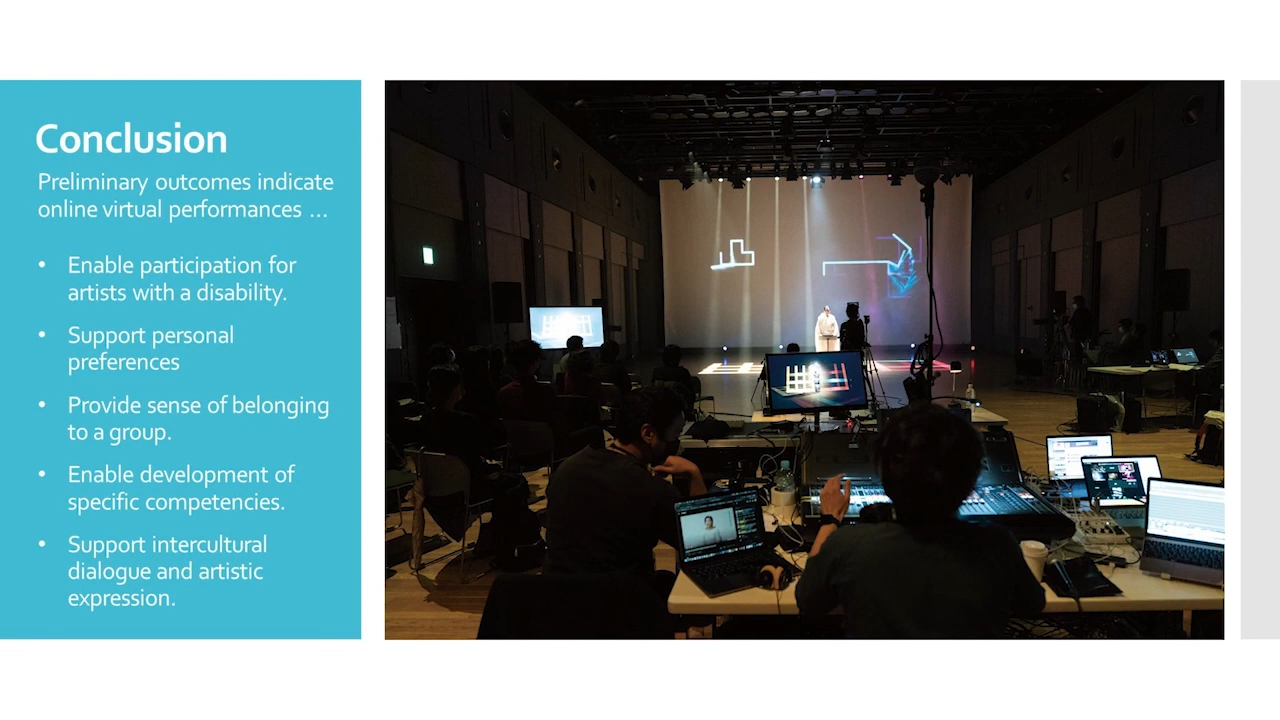 Conclusion
Preliminary outcomes indicate
online virtual performances ...
• Enable participation for
artists with a disability.
• Support personal
preferences
• Provide sense of belonging
to a group.
• Enable development of
specific competencies.
• Support intercultural
dialogue and artistic
expression.